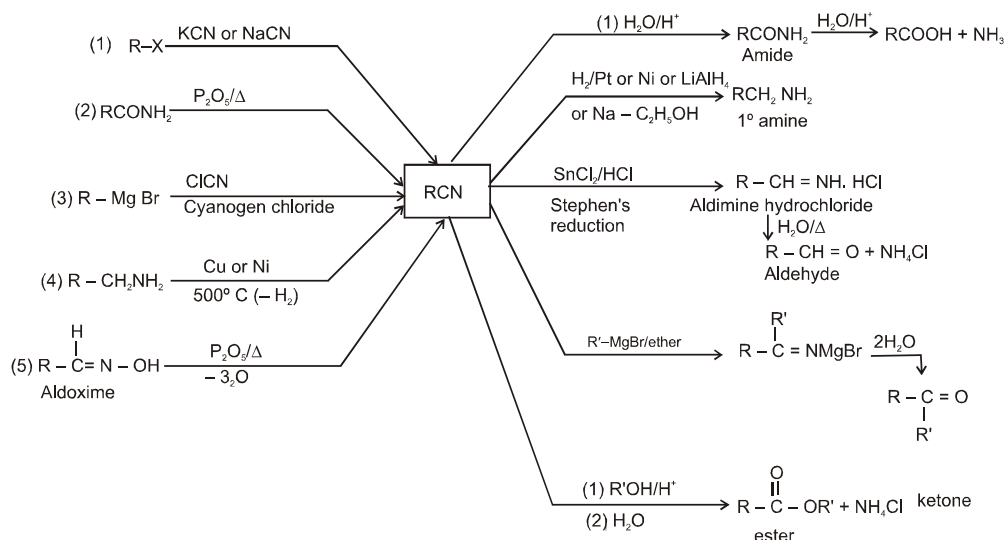 (1) R–X KCN or NaCN
(2) RCONH₂ P₂O₅/Δ
(3) R – Mg Br ClCN
Cyanogen chloride
(4) R – CH₂NH₂ Cu or Ni
500º C (– H₂)
H
(5) R – C = N – OH P₂O₅/Δ
– 3₂O
Aldoxime
RCN
(1) H₂O/H⁺ RCONH₂ H₂O/H⁺ RCOOH + NH₃
Amide
H₂/Pt or Ni or LiAlH₄
or Na – C₂H₅OH
RCH₂ NH₂
1º amine
SnCl₂/HCl
Stephen's
reduction
R – CH = NH. HCl
Aldimine hydrochloride
H₂O/Δ
R – CH = O + NH₄Cl
Aldehyde
R'
R'–MgBr/ether R – C = NMgBr 2H₂O
R – C = O
R'
(1) R'OH/H⁺
(2) H₂O
O
R – C – OR' + NH₄Cl ketone
ester